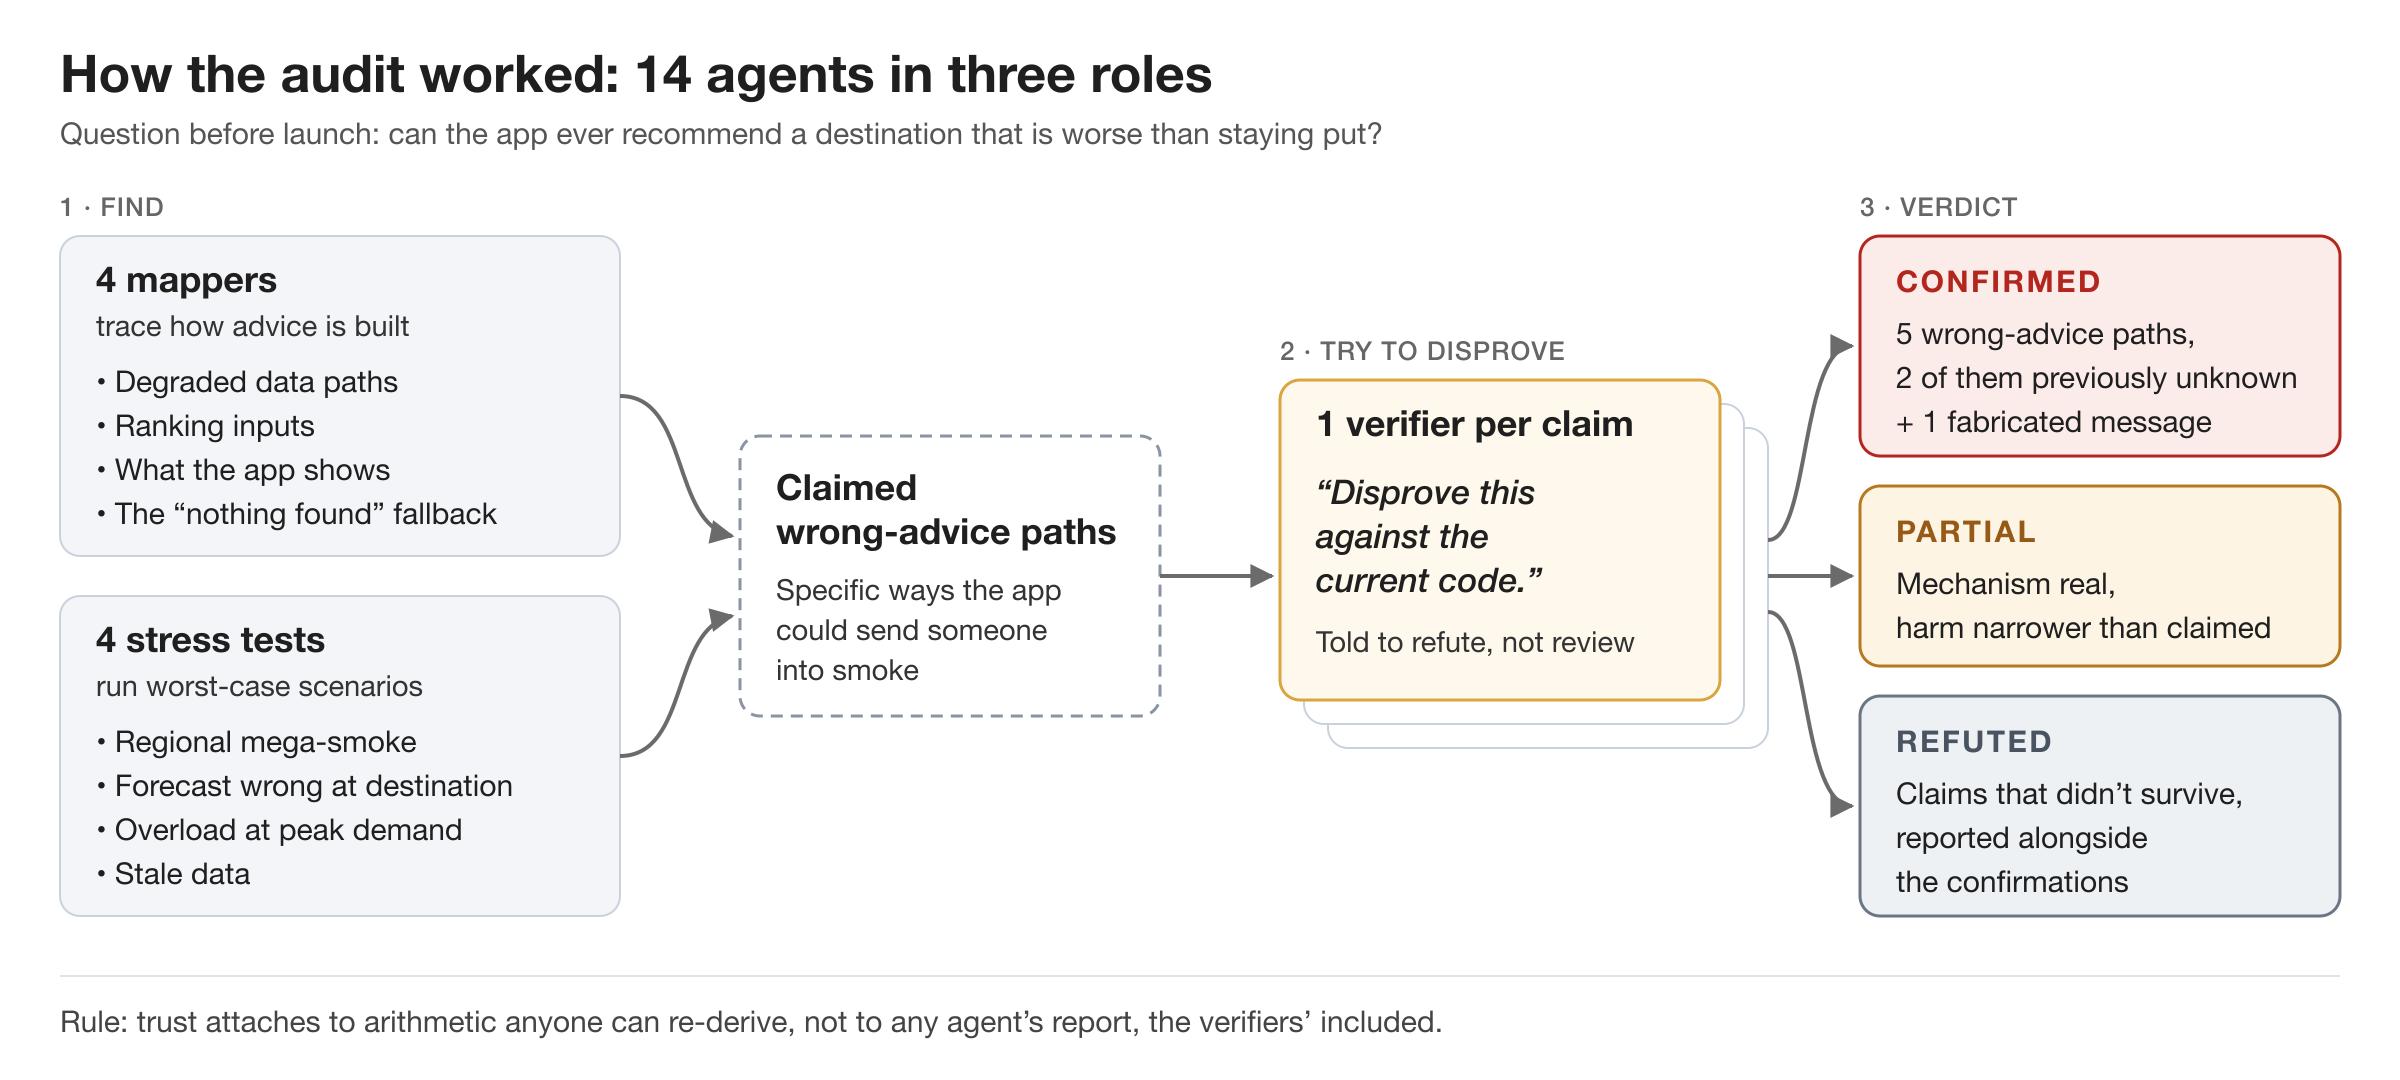 How the audit worked: 14 agents in three roles
Question before launch: can the app ever recommend a destination that is worse than staying put?
1 · FIND
4 mappers
trace how advice is built
• Degraded data paths
• Ranking inputs
• What the app shows
• The “nothing found” fallback
4 stress tests
run worst-case scenarios
• Regional mega-smoke
• Forecast wrong at destination
• Overload at peak demand
• Stale data
Claimed
wrong-advice paths
Specific ways the app
could send someone
into smoke
2 · TRY TO DISPROVE
1 verifier per claim
“Disprove this
against the
current code.”
Told to refute, not review
3 · VERDICT
CONFIRMED
5 wrong-advice paths,
2 of them previously unknown
+ 1 fabricated message
PARTIAL
Mechanism real,
harm narrower than claimed
REFUTED
Claims that didn’t survive,
reported alongside
the confirmations
Rule: trust attaches to arithmetic anyone can re-derive, not to any agent’s report, the verifiers’ included.